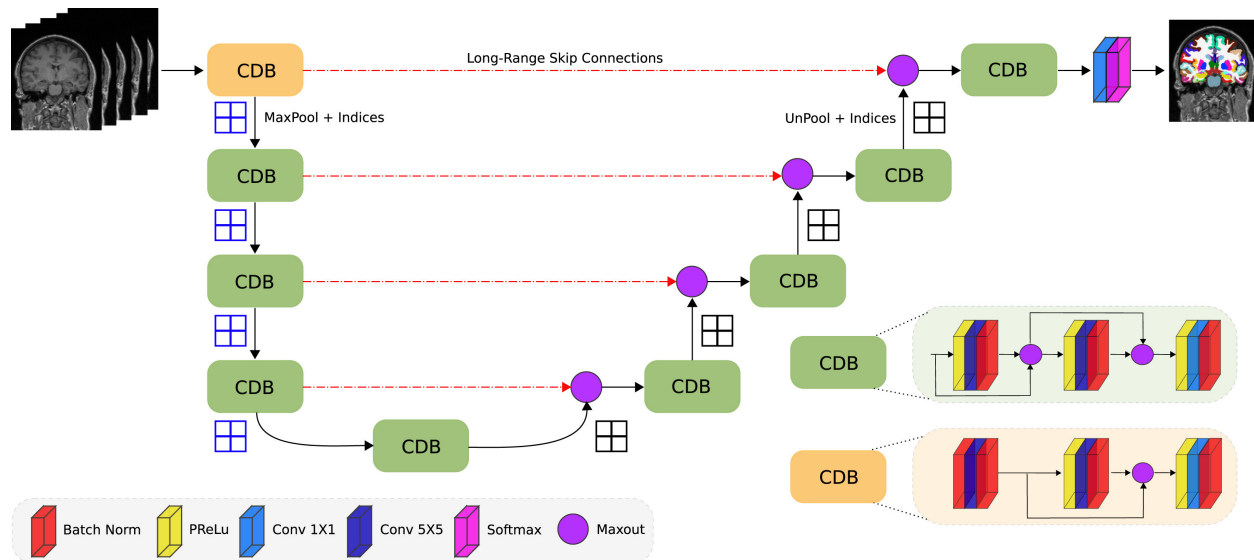 CDB
Long-Range Skip Connections
CDB
MaxPool + Indices
UnPool + Indices
CDB
CDB
CDB
CDB
CDB
CDB
CDB
CDB
CDB
CDB
Batch Norm
PReLu
Conv 1X1
Conv 5X5
Softmax
Maxout